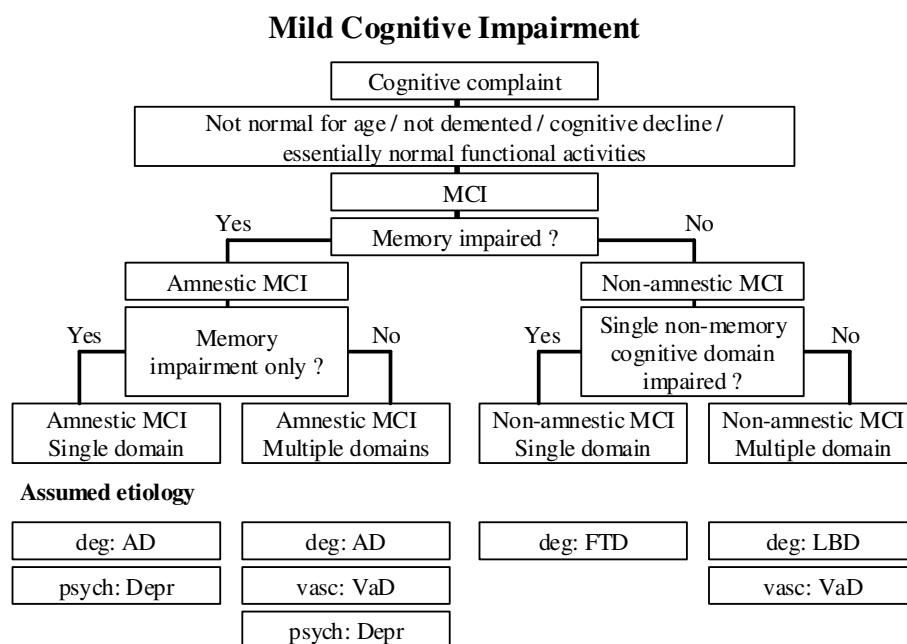 Mild Cognitive Impairment
Cognitive complaint
Not normal for age / not demented / cognitive decline /
essentially normal functional activities
MCI
Yes
No
Memory impaired ?
Amnestic MCI
Non-amnestic MCI
Yes
Memory
impairment only ?
No
Yes
Single non-memory
cognitive domain
impaired ?
No
Amnestic MCI
Single domain
Amnestic MCI
Multiple domains
Non-amnestic MCI
Single domain
Non-amnestic MCI
Multiple domain
Assumed etiology
deg: AD
deg: AD
deg: FTD
deg: LBD
psych: Depr
vasc: VaD
vasc: VaD
psych: Depr